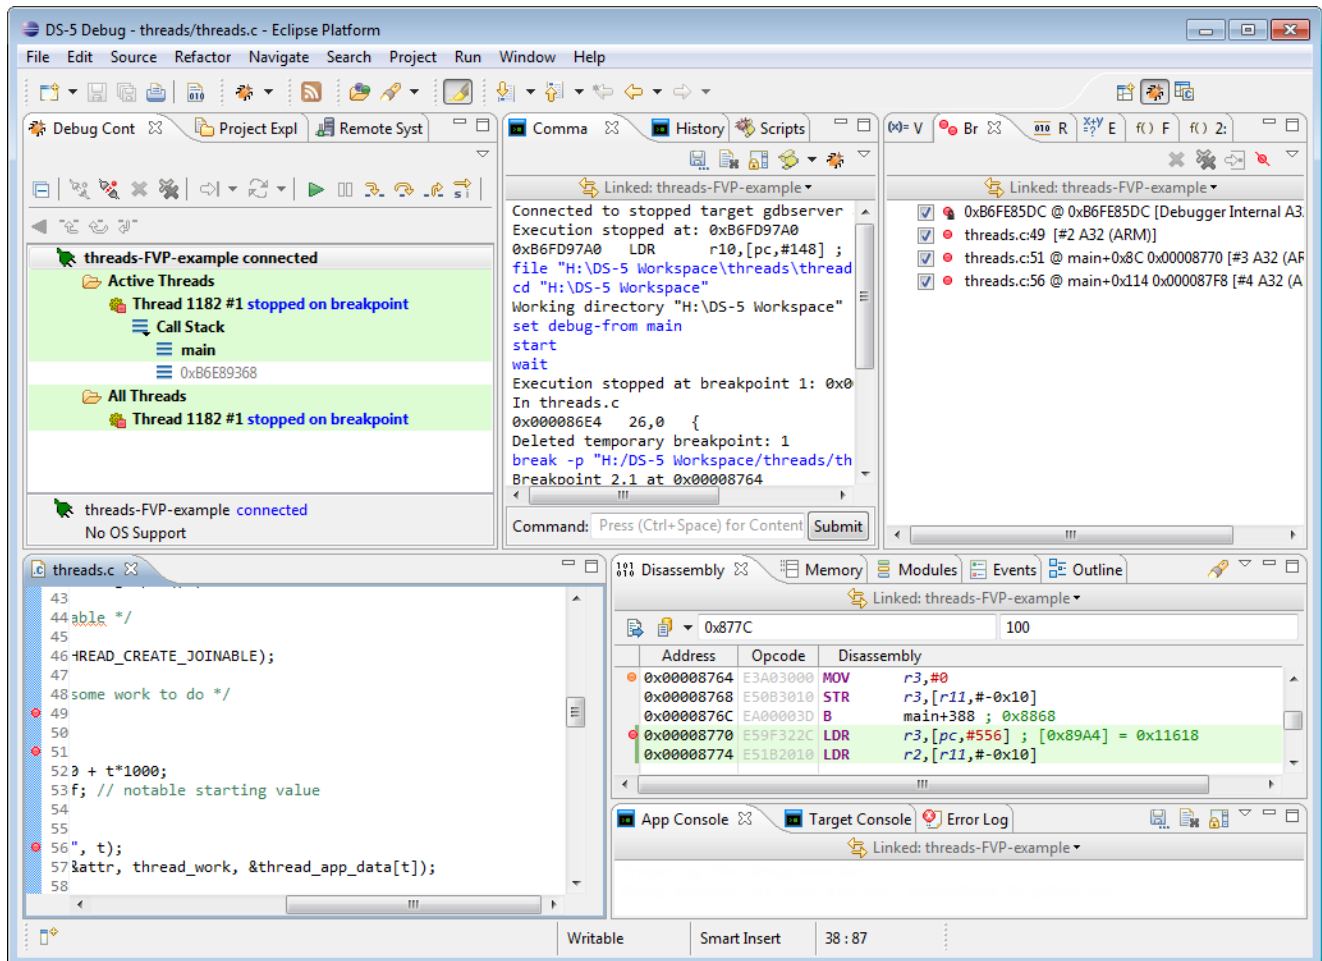 DS-5 Debug - threads/threads.c - Eclipse Platform
File Edit Source Refactor Navigate Search Project Run Window Help
Debug Cont Project Expl Remote Syst
threads-FVP-example connected
Active Threads
Thread 1182 #1 stopped on breakpoint
Call Stack
main
0xB6E89368
All Threads
Thread 1182 #1 stopped on breakpoint
threads-FVP-example connected
No OS Support
Comma History Scripts
Linked: threads-FVP-example
Connected to stopped target gdbserver
Execution stopped at: 0xB6FD97A0
0xB6FD97A0 LDR r10,[pc,#148] ;
file "H:\DS-5 Workspace\threads\thread
cd "H:\DS-5 Workspace"
Working directory "H:\DS-5 Workspace"
set debug-from main
start
wait
Execution stopped at breakpoint 1: 0x0
In threads.c
0x000086E4 26,0 {
Deleted temporary breakpoint: 1
break -p "H:/DS-5 Workspace/threads/th
Breakpoint 2.1 at 0x00008764
Command: Press (Ctrl+Space) for Content Submit
(x)= V Br 010 R X+Y =? E f() F f() 2:
Linked: threads-FVP-example
0xB6FE85DC @ 0xB6FE85DC [Debugger Internal A3
threads.c:49 [#2 A32 (ARM)]
threads.c:51 @ main+0x8C 0x00008770 [#3 A32 (AR
threads.c:56 @ main+0x114 0x000087F8 [#4 A32 (A
threads.c
43
44 able */
45
46 HREAD_CREATE_JOINABLE);
47
48 some work to do */
49
50
51
52 0 + t*1000;
53 f; // notable starting value
54
55
56 ", t);
57 &attr, thread_work, &thread_app_data[t]);
58
Disassembly Memory Modules Events Outline
Linked: threads-FVP-example
0x877C 100
Address Opcode Disassembly
0x00008764 E3A03000 MOV r3,#0
0x00008768 E50B3010 STR r3,[r11,#-0x10]
0x0000876C EA00003D B main+388 ; 0x8868
0x00008770 E59F322C LDR r3,[pc,#556] ; [0x89A4] = 0x11618
0x00008774 E51B2010 LDR r2,[r11,#-0x10]
App Console Target Console Error Log
Linked: threads-FVP-example
Writable Smart Insert 38 : 87